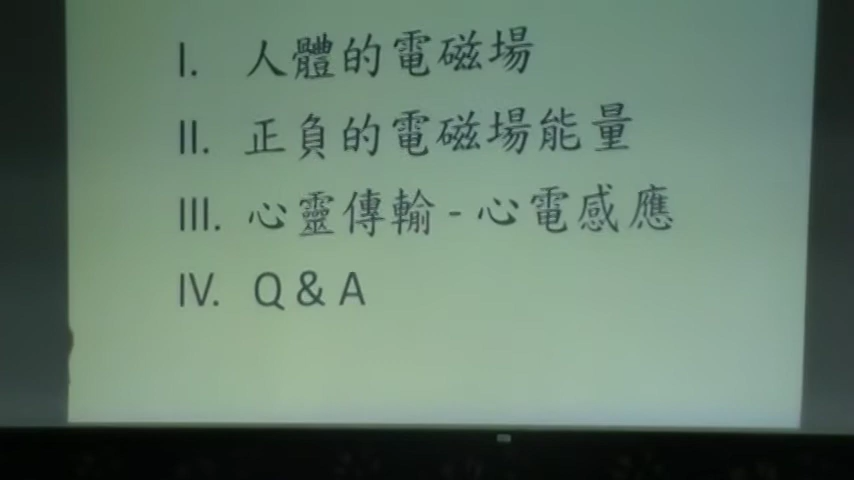 I. 人體的電磁場
II. 正負的電磁場能量
III. 心靈傳輸 - 心電感應
IV. Q & A